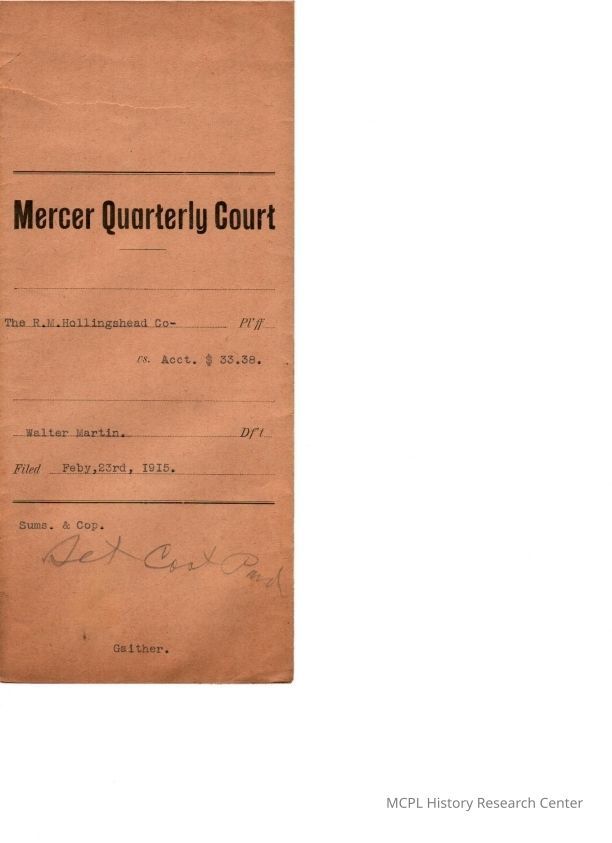 Mercer Quarterly Court
The R.M.Hollingshead Co- Pl'ff
vs. Acct. $ 33.38.
Walter Martin. Df't
Filed Feby,23rd, 1915.
Sums. & Cop.
Set Cost Paid
Gaither.
MCPL History Research Center